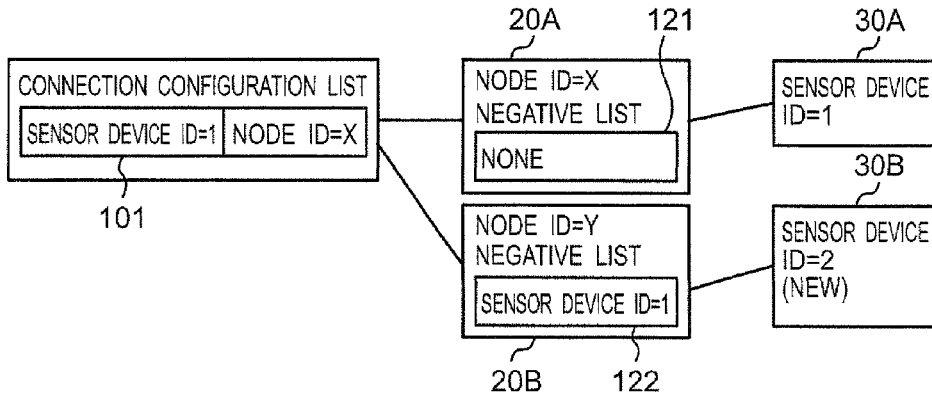 20A
121
30A
CONNECTION CONFIGURATION LIST
SENSOR DEVICE ID=1
NODE ID=X
101
NODE ID=X
NEGATIVE LIST
NONE
SENSOR DEVICE
ID=1
30B
NODE ID=Y
NEGATIVE LIST
SENSOR DEVICE ID=1
20B
122
SENSOR DEVICE
ID=2
(NEW)